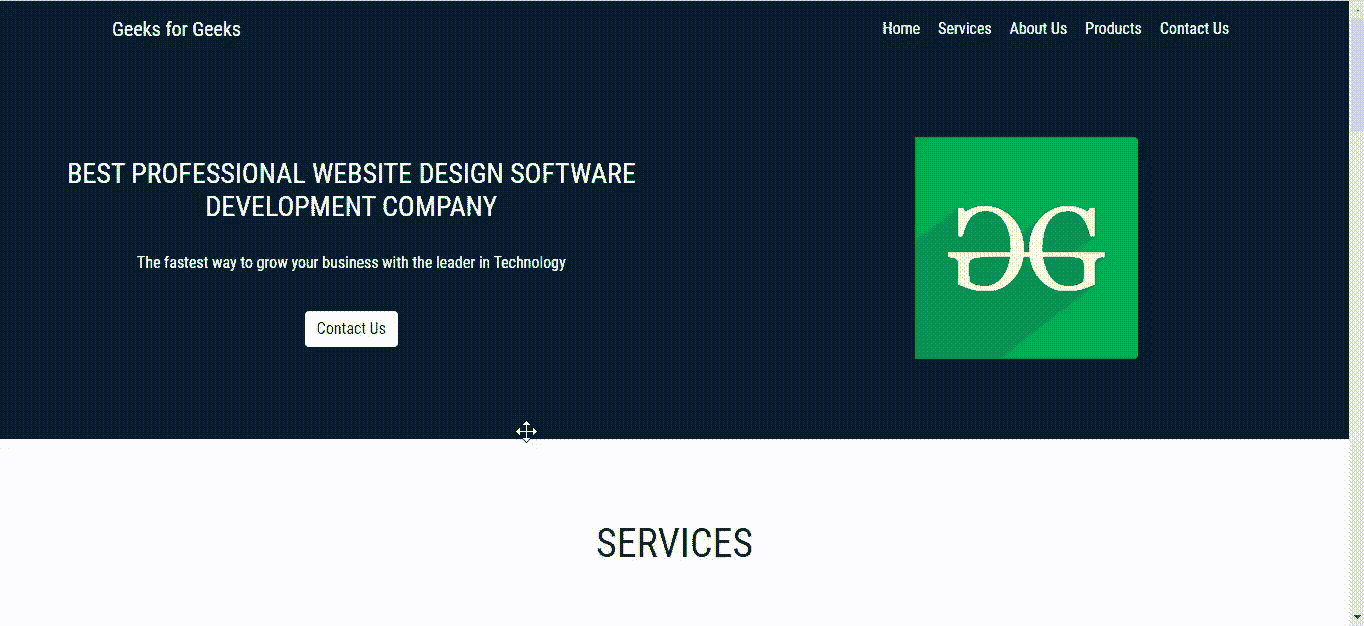 Geeks for Geeks
Home Services About Us Products Contact Us
BEST PROFESSIONAL WEBSITE DESIGN SOFTWARE
DEVELOPMENT COMPANY
The fastest way to grow your business with the leader in Technology
Contact Us
SERVICES